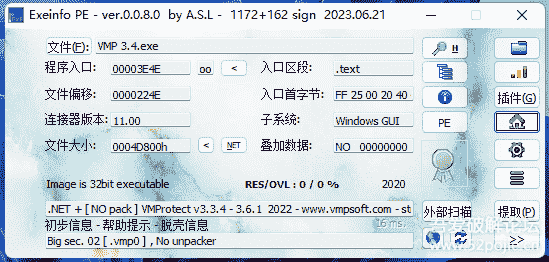 Exeinfo PE - ver.0.0.8.0 by A.S.L - 1172+162 sign 2023.06.21
文件(F): VMP 3.4.exe
H
程序入口: 00003E4E oo < 入口区段: .text
文件偏移: 0000224E 入口首字节: FF 25 00 20 40 插件(G)
连接器版本: 11.00 子系统: Windows GUI PE
文件大小: 0004D800h < NET 叠加数据: NO 00000000
Image is 32bit executable RES/OVL : 0 / 0 % 2020
.NET + [ NO pack ] VMProtect v3.3.4 - 3.6.1 2022 - www.vmpsoft.com - st 外部扫描 提取(P)
初步信息 - 帮助提示 - 脱壳信息 16 ms.
Big sec. 02 [ .vmp0 ] , No unpacker >>